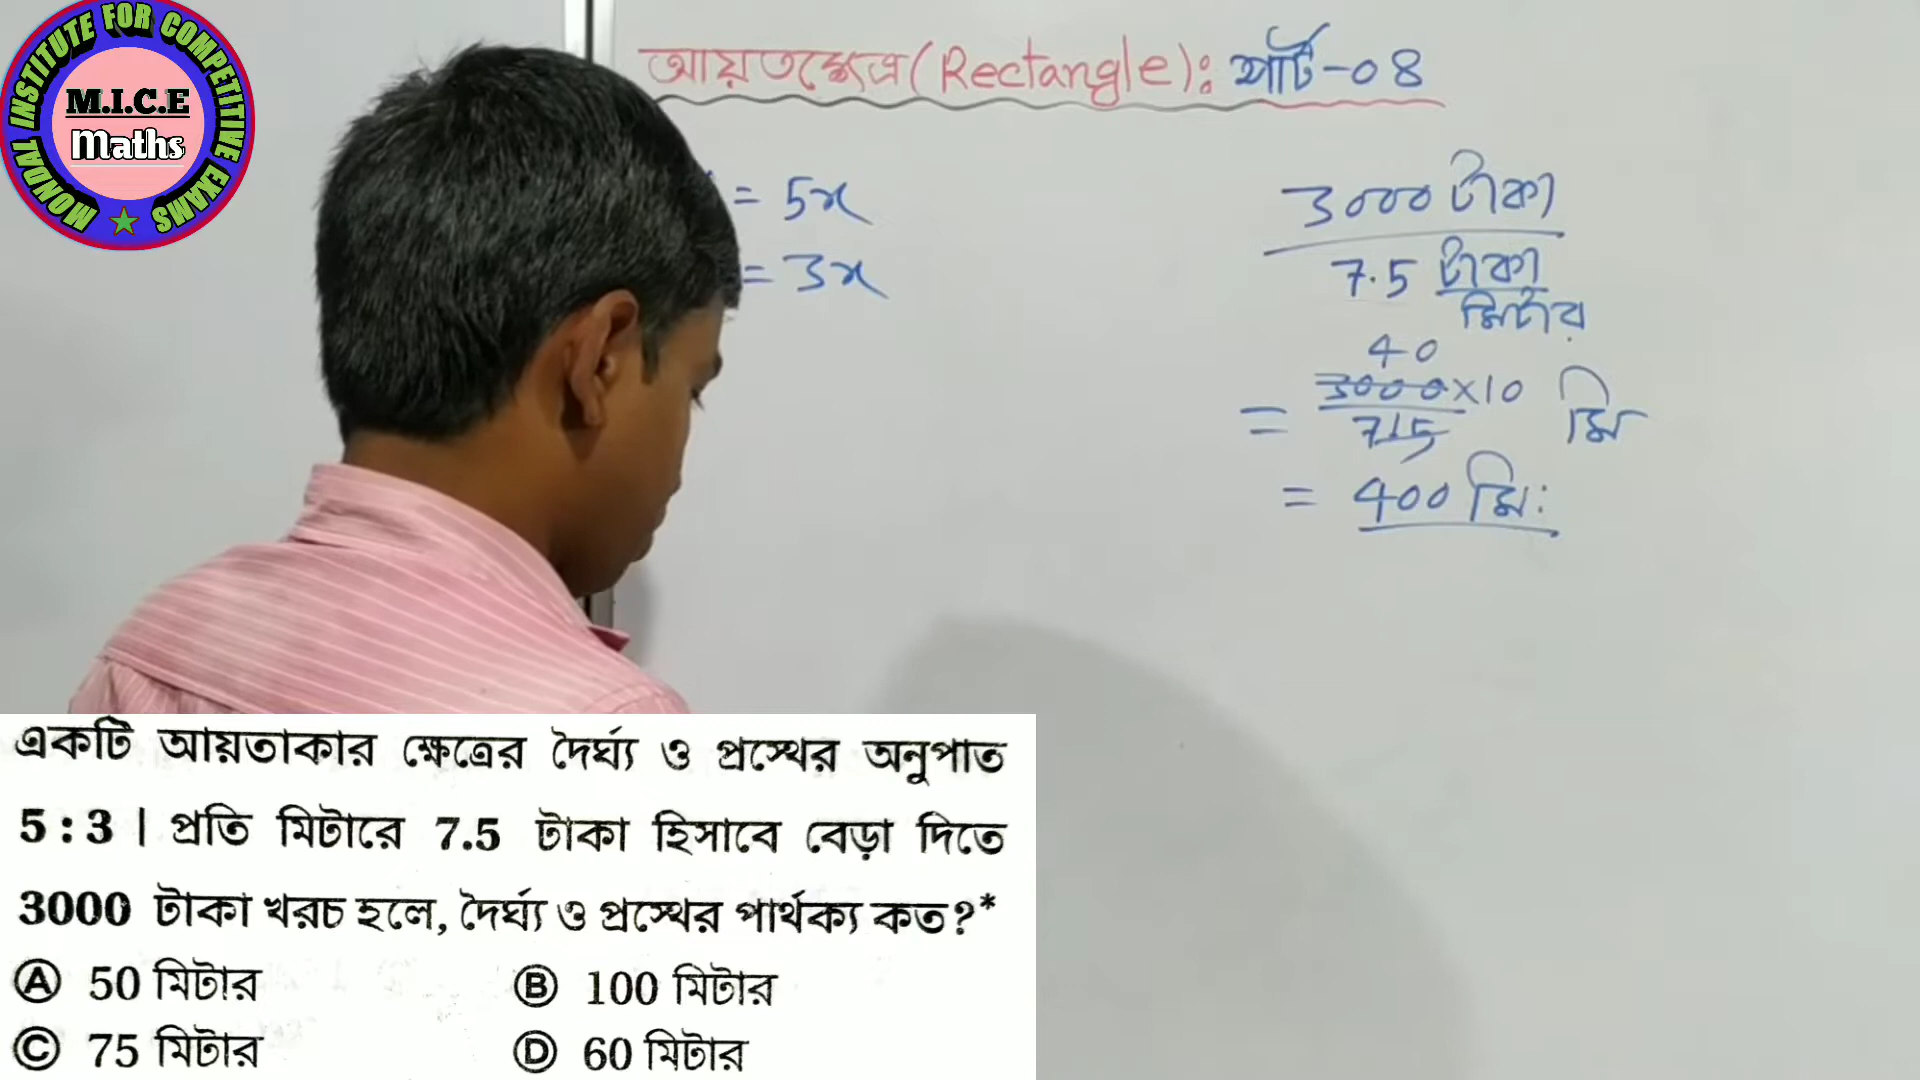 MONDAL INSTITUTE FOR COMPETITIVE EXAMS
M.I.C.E
Maths
আয়তক্ষেত্র (Rectangle): পার্ট-08
= 5x
= 3x
3000 টাকা
7.5 টাকা
মিটার
40
3000×10
= 75 মি
= 400 মি:
একটি আয়তাকার ক্ষেত্রের দৈর্ঘ্য ও প্রস্থের অনুপাত
5 : 3 | প্রতি মিটারে 7.5 টাকা হিসাবে বেড়া দিতে
3000 টাকা খরচ হলে, দৈর্ঘ্য ও প্রস্থের পার্থক্য কত?*
A 50 মিটার B 100 মিটার
C 75 মিটার D 60 মিটার